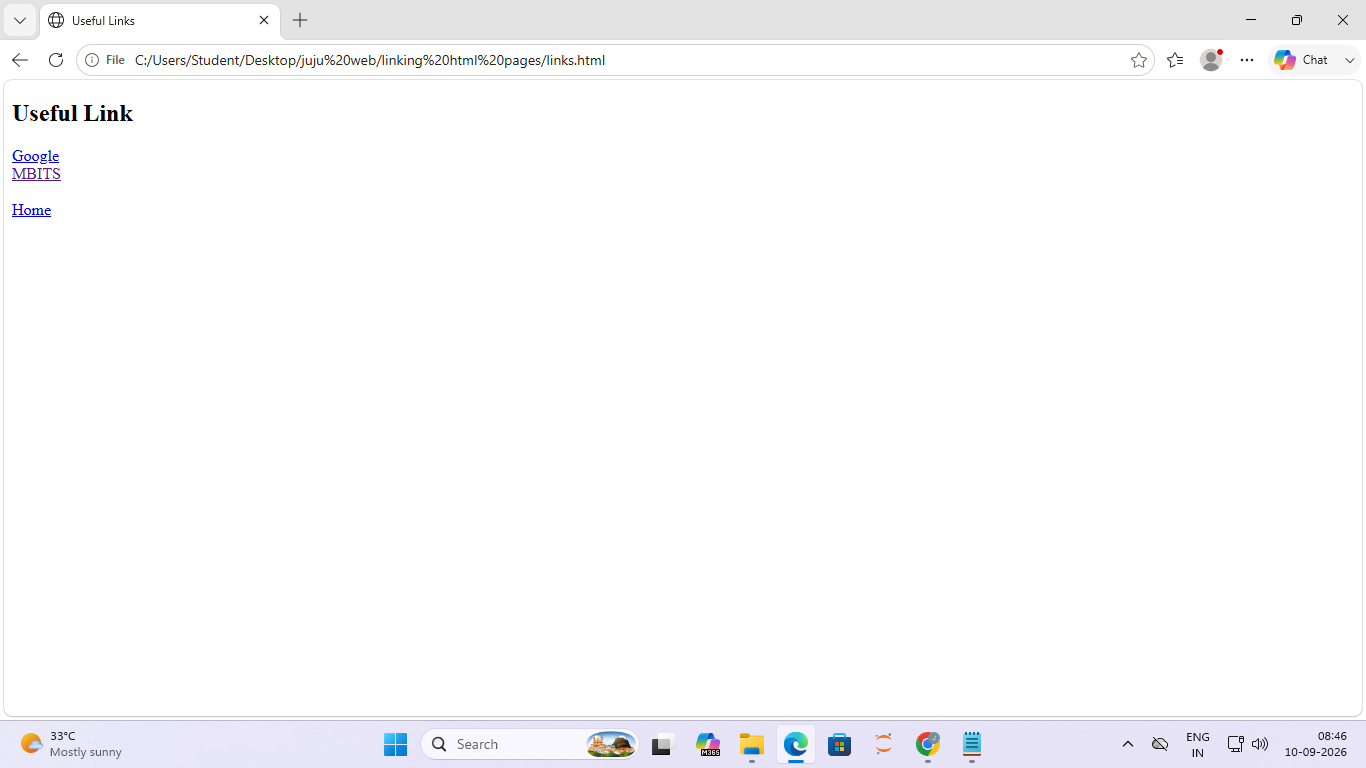 Useful Links
File C:/Users/Student/Desktop/juju%20web/linking%20html%20pages/links.html
Chat
Useful Link
Google
MBITS
Home
33°C
Mostly sunny
Search
M365
ENG
IN
08:46
10-09-2026